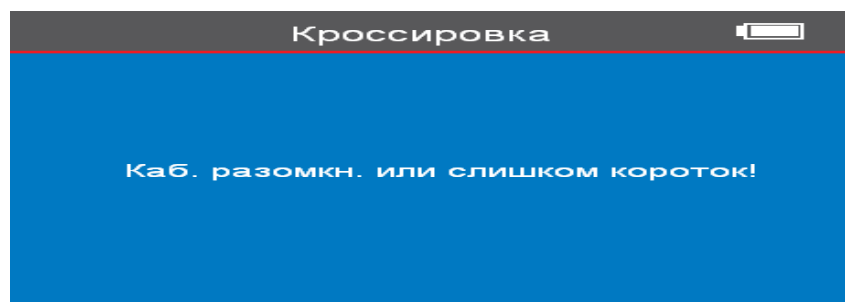 Кроссировка
Каб. разомкн. или слишком короток!